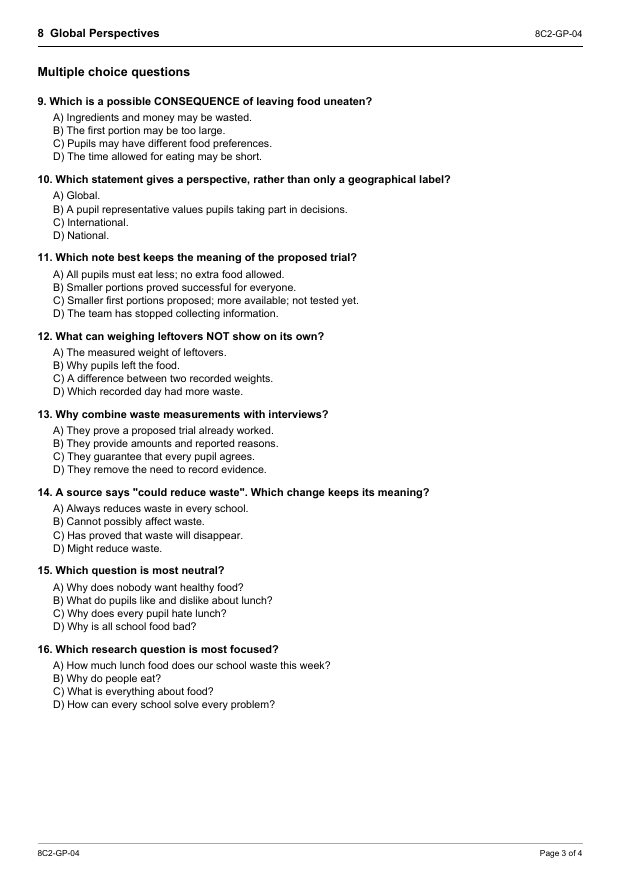 8 Global Perspectives
8C2-GP-04
Multiple choice questions
9. Which is a possible CONSEQUENCE of leaving food uneaten?
A) Ingredients and money may be wasted.
B) The first portion may be too large.
C) Pupils may have different food preferences.
D) The time allowed for eating may be short.
10. Which statement gives a perspective, rather than only a geographical label?
A) Global.
B) A pupil representative values pupils taking part in decisions.
C) International.
D) National.
11. Which note best keeps the meaning of the proposed trial?
A) All pupils must eat less; no extra food allowed.
B) Smaller portions proved successful for everyone.
C) Smaller first portions proposed; more available; not tested yet.
D) The team has stopped collecting information.
12. What can weighing leftovers NOT show on its own?
A) The measured weight of leftovers.
B) Why pupils left the food.
C) A difference between two recorded weights.
D) Which recorded day had more waste.
13. Why combine waste measurements with interviews?
A) They prove a proposed trial already worked.
B) They provide amounts and reported reasons.
C) They guarantee that every pupil agrees.
D) They remove the need to record evidence.
14. A source says "could reduce waste". Which change keeps its meaning?
A) Always reduces waste in every school.
B) Cannot possibly affect waste.
C) Has proved that waste will disappear.
D) Might reduce waste.
15. Which question is most neutral?
A) Why does nobody want healthy food?
B) What do pupils like and dislike about lunch?
C) Why does every pupil hate lunch?
D) Why is all school food bad?
16. Which research question is most focused?
A) How much lunch food does our school waste this week?
B) Why do people eat?
C) What is everything about food?
D) How can every school solve every problem?
8C2-GP-04
Page 3 of 4